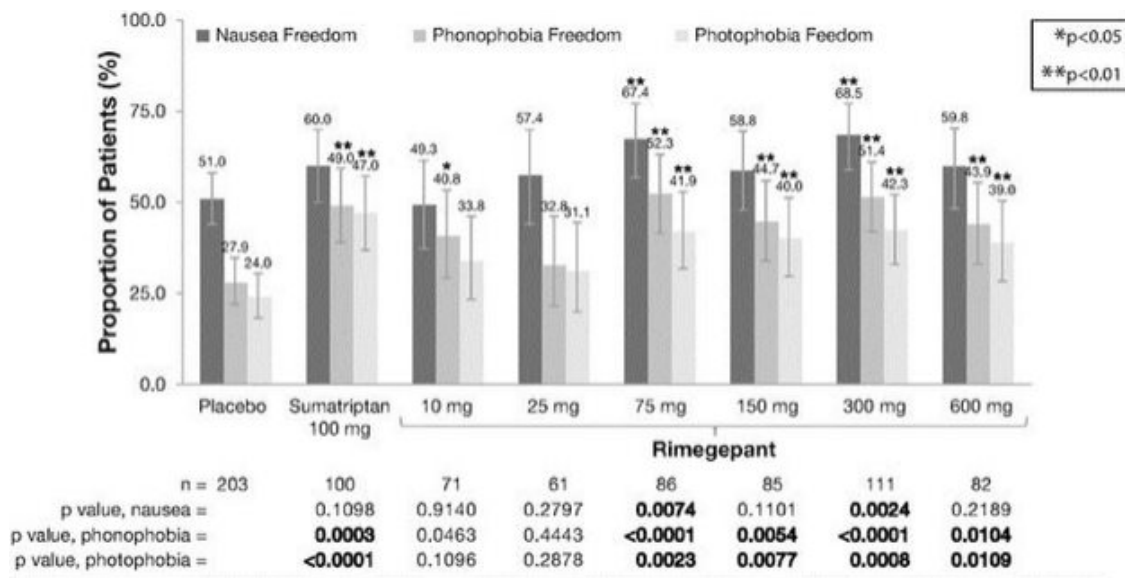 100.0
Nausea Freedom Phonophobia Freedom Photophobia Feedom
*p<0.05
**p<0.01
Proportion of Patients (%)
75.0
50.0
25.0
0.0
51.0
27.9
24.0
60.0
** 49.0
** 47.0
49.3
* 40.8
33.8
57.4
32.8
31.1
** 67.4
** 52.3
** 41.9
58.8
** 44.7
** 40.0
** 68.5
** 51.4
** 42.3
59.8
** 43.9
** 39.0
Placebo Sumatriptan 10 mg 25 mg 75 mg 150 mg 300 mg 600 mg
100 mg
Rimegepant
n = 203 100 71 61 86 85 111 82
p value, nausea = 0.1098 0.9140 0.2797 0.0074 0.1101 0.0024 0.2189
p value, phonophobia = 0.0003 0.0463 0.4443 <0.0001 0.0054 <0.0001 0.0104
p value, photophobia = <0.0001 0.1096 0.2878 0.0023 0.0077 0.0008 0.0109